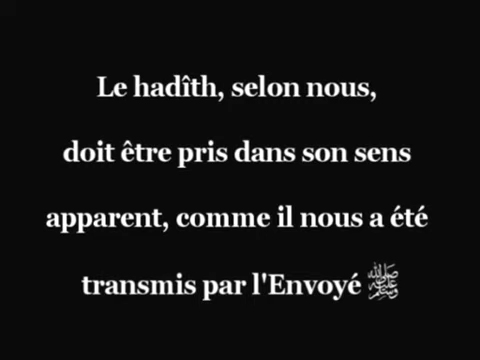 Le hadîth, selon nous,
doit être pris dans son sens
apparent, comme il nous a été
transmis par l'Envoyé ﷺ